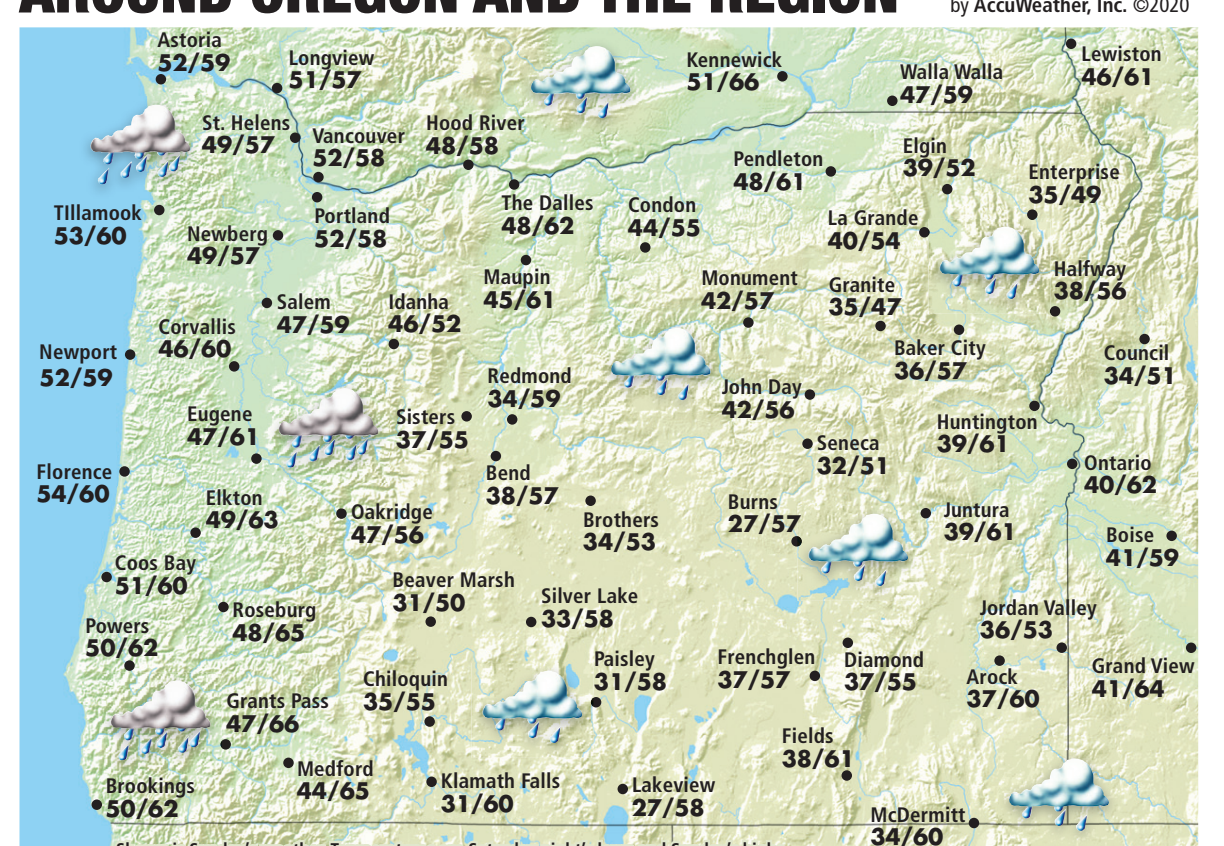 AROUND OREGON AND THE REGION
by AccuWeather, Inc. ©2020
Astoria
52/59
Longview
51/57
Kennewick
51/66
Walla Walla
47/59
Lewiston
46/61
St. Helens
49/57
Vancouver
52/58
Hood River
48/58
Pendleton
48/61
Elgin
39/52
Enterprise
35/49
TIllamook
53/60
Newberg
49/57
Portland
52/58
The Dalles
48/62
Condon
44/55
La Grande
40/54
Maupin
45/61
Monument
42/57
Granite
35/47
Halfway
38/56
Salem
47/59
Idanha
46/52
Corvallis
46/60
Newport
52/59
Baker City
36/57
Council
34/51
Redmond
34/59
John Day
42/56
Eugene
47/61
Sisters
37/55
Huntington
39/61
Seneca
32/51
Florence
54/60
Bend
38/57
Ontario
40/62
Elkton
49/63
Oakridge
47/56
Brothers
34/53
Burns
27/57
Juntura
39/61
Boise
41/59
Coos Bay
51/60
Beaver Marsh
31/50
Silver Lake
33/58
Roseburg
48/65
Jordan Valley
36/53
Powers
50/62
Paisley
31/58
Frenchglen
37/57
Diamond
37/55
Arock
37/60
Grand View
41/64
Chiloquin
35/55
Grants Pass
47/66
Fields
38/61
Medford
44/65
Klamath Falls
31/60
Lakeview
27/58
Brookings
50/62
McDermitt
34/60